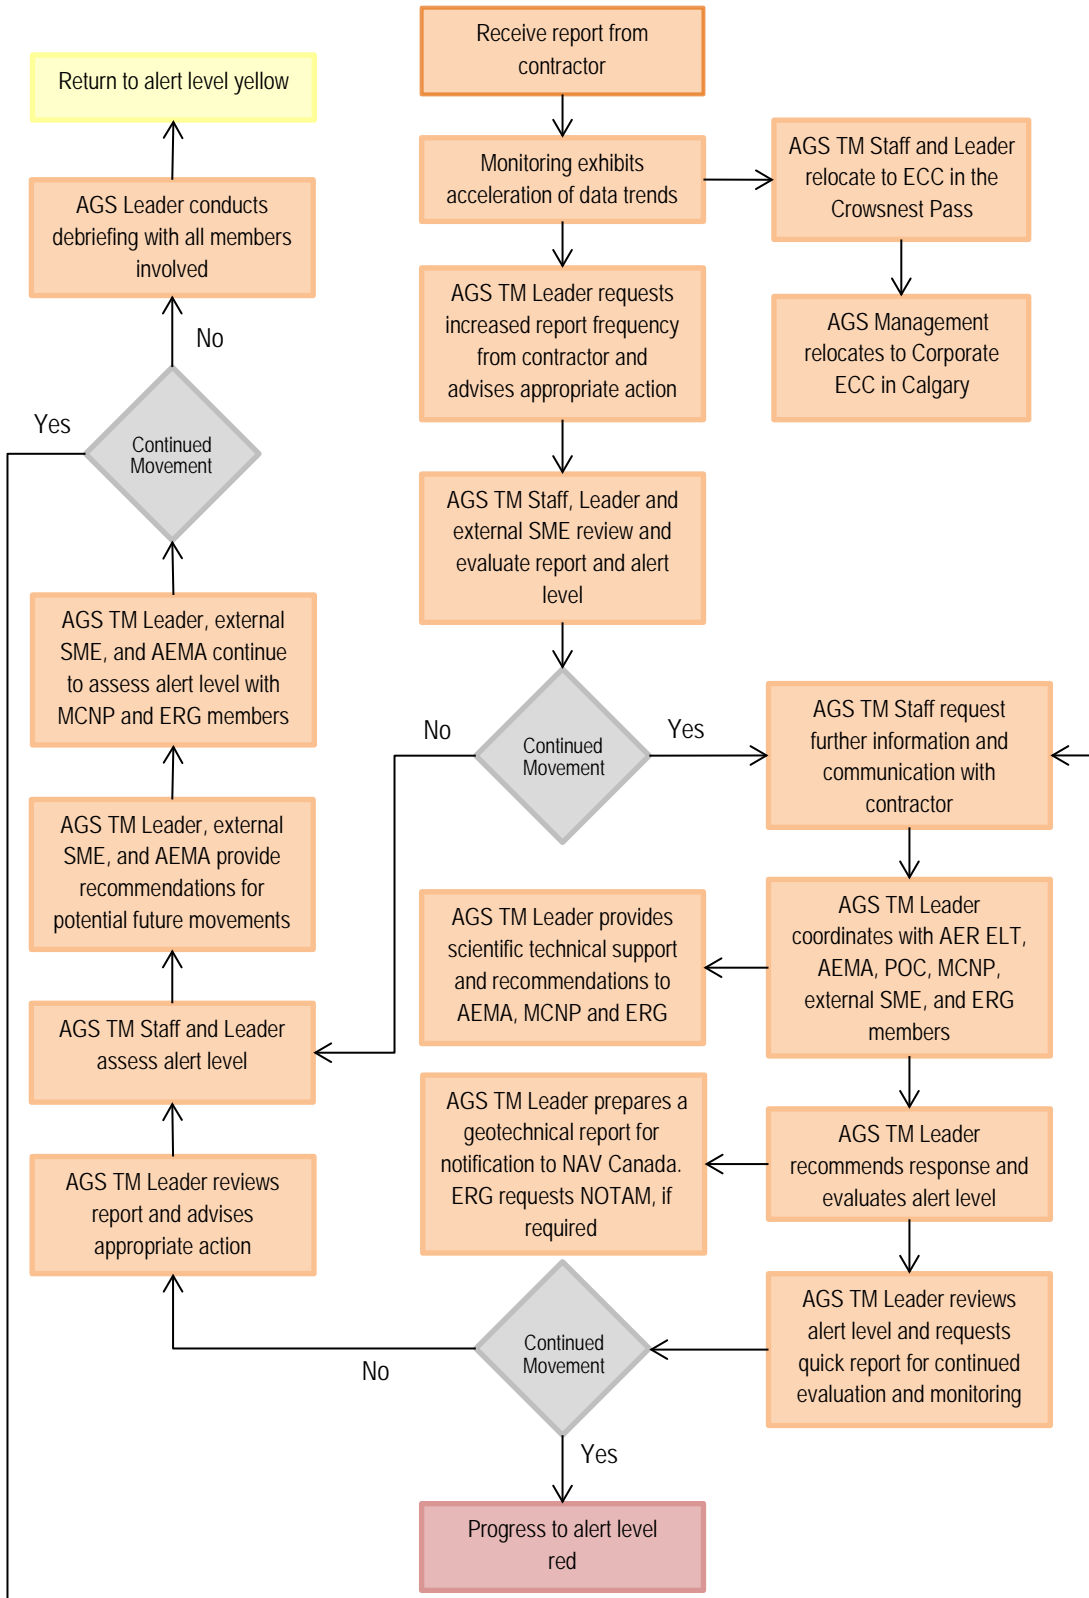 Receive report from
contractor
Return to alert level yellow
Monitoring exhibits
acceleration of data trends
AGS TM Staff and Leader
relocate to ECC in the
Crowsnest Pass
AGS Leader conducts
debriefing with all members
involved
AGS TM Leader requests
increased report frequency
from contractor and
advises appropriate action
AGS Management
relocates to Corporate
ECC in Calgary
No
Yes
Continued
Movement
AGS TM Staff, Leader and
external SME review and
evaluate report and alert
level
AGS TM Leader, external
SME, and AEMA continue
to assess alert level with
MCNP and ERG members
No
Continued
Movement
Yes
AGS TM Staff request
further information and
communication with
contractor
AGS TM Leader, external
SME, and AEMA provide
recommendations for
potential future movements
AGS TM Leader provides
scientific technical support
and recommendations to
AEMA, MCNP and ERG
AGS TM Leader
coordinates with AER ELT,
AEMA, POC, MCNP,
external SME, and ERG
members
AGS TM Staff and Leader
assess alert level
AGS TM Leader prepares a
geotechnical report for
notification to NAV Canada.
ERG requests NOTAM, if
required
AGS TM Leader
recommends response and
evaluates alert level
AGS TM Leader reviews
report and advises
appropriate action
AGS TM Leader reviews
alert level and requests
quick report for continued
evaluation and monitoring
Continued
Movement
No
Yes
Progress to alert level
red